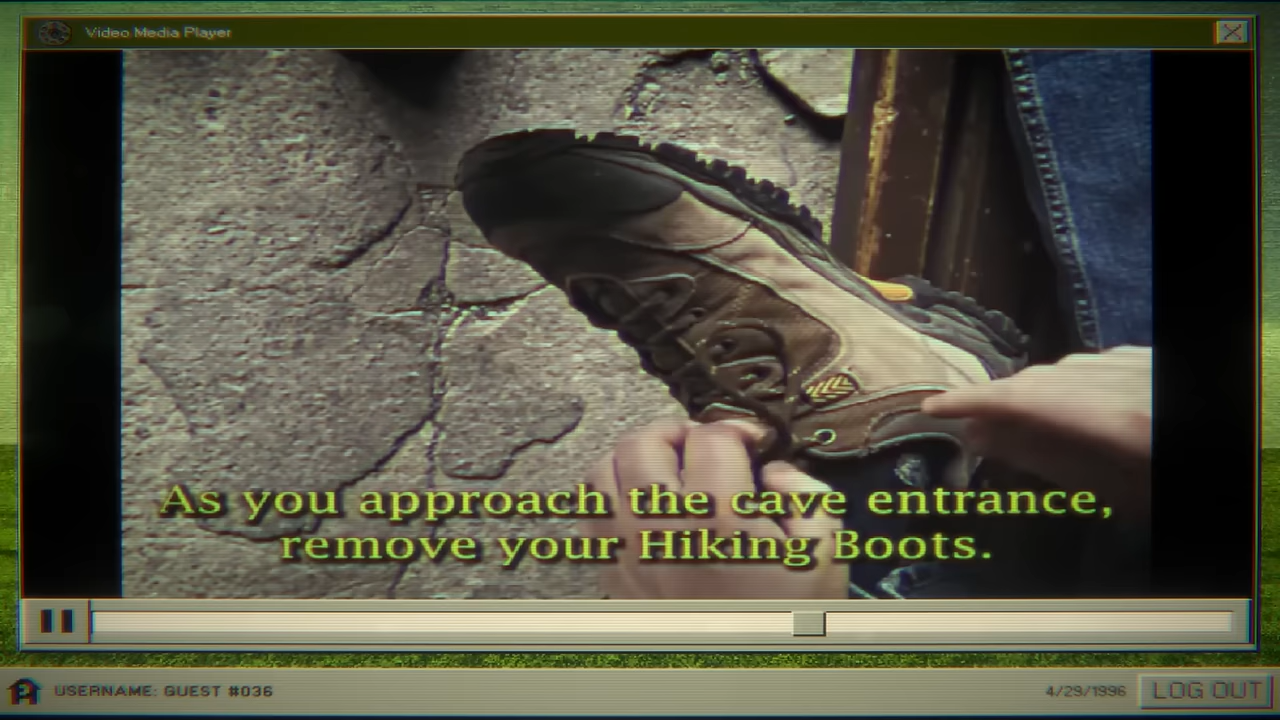 Video Media Player
As you approach the cave entrance,
remove your Hiking Boots.
USERNAME: GUEST #036
4/29/1996
LOG OUT